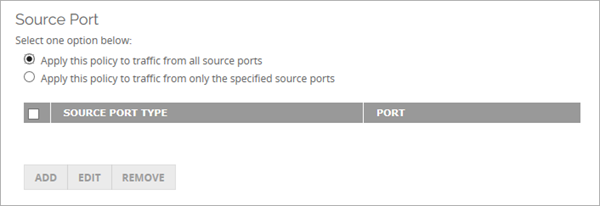 Source Port
Select one option below:
Apply this policy to traffic from all source ports
Apply this policy to traffic from only the specified source ports
SOURCE PORT TYPE PORT
ADD EDIT REMOVE